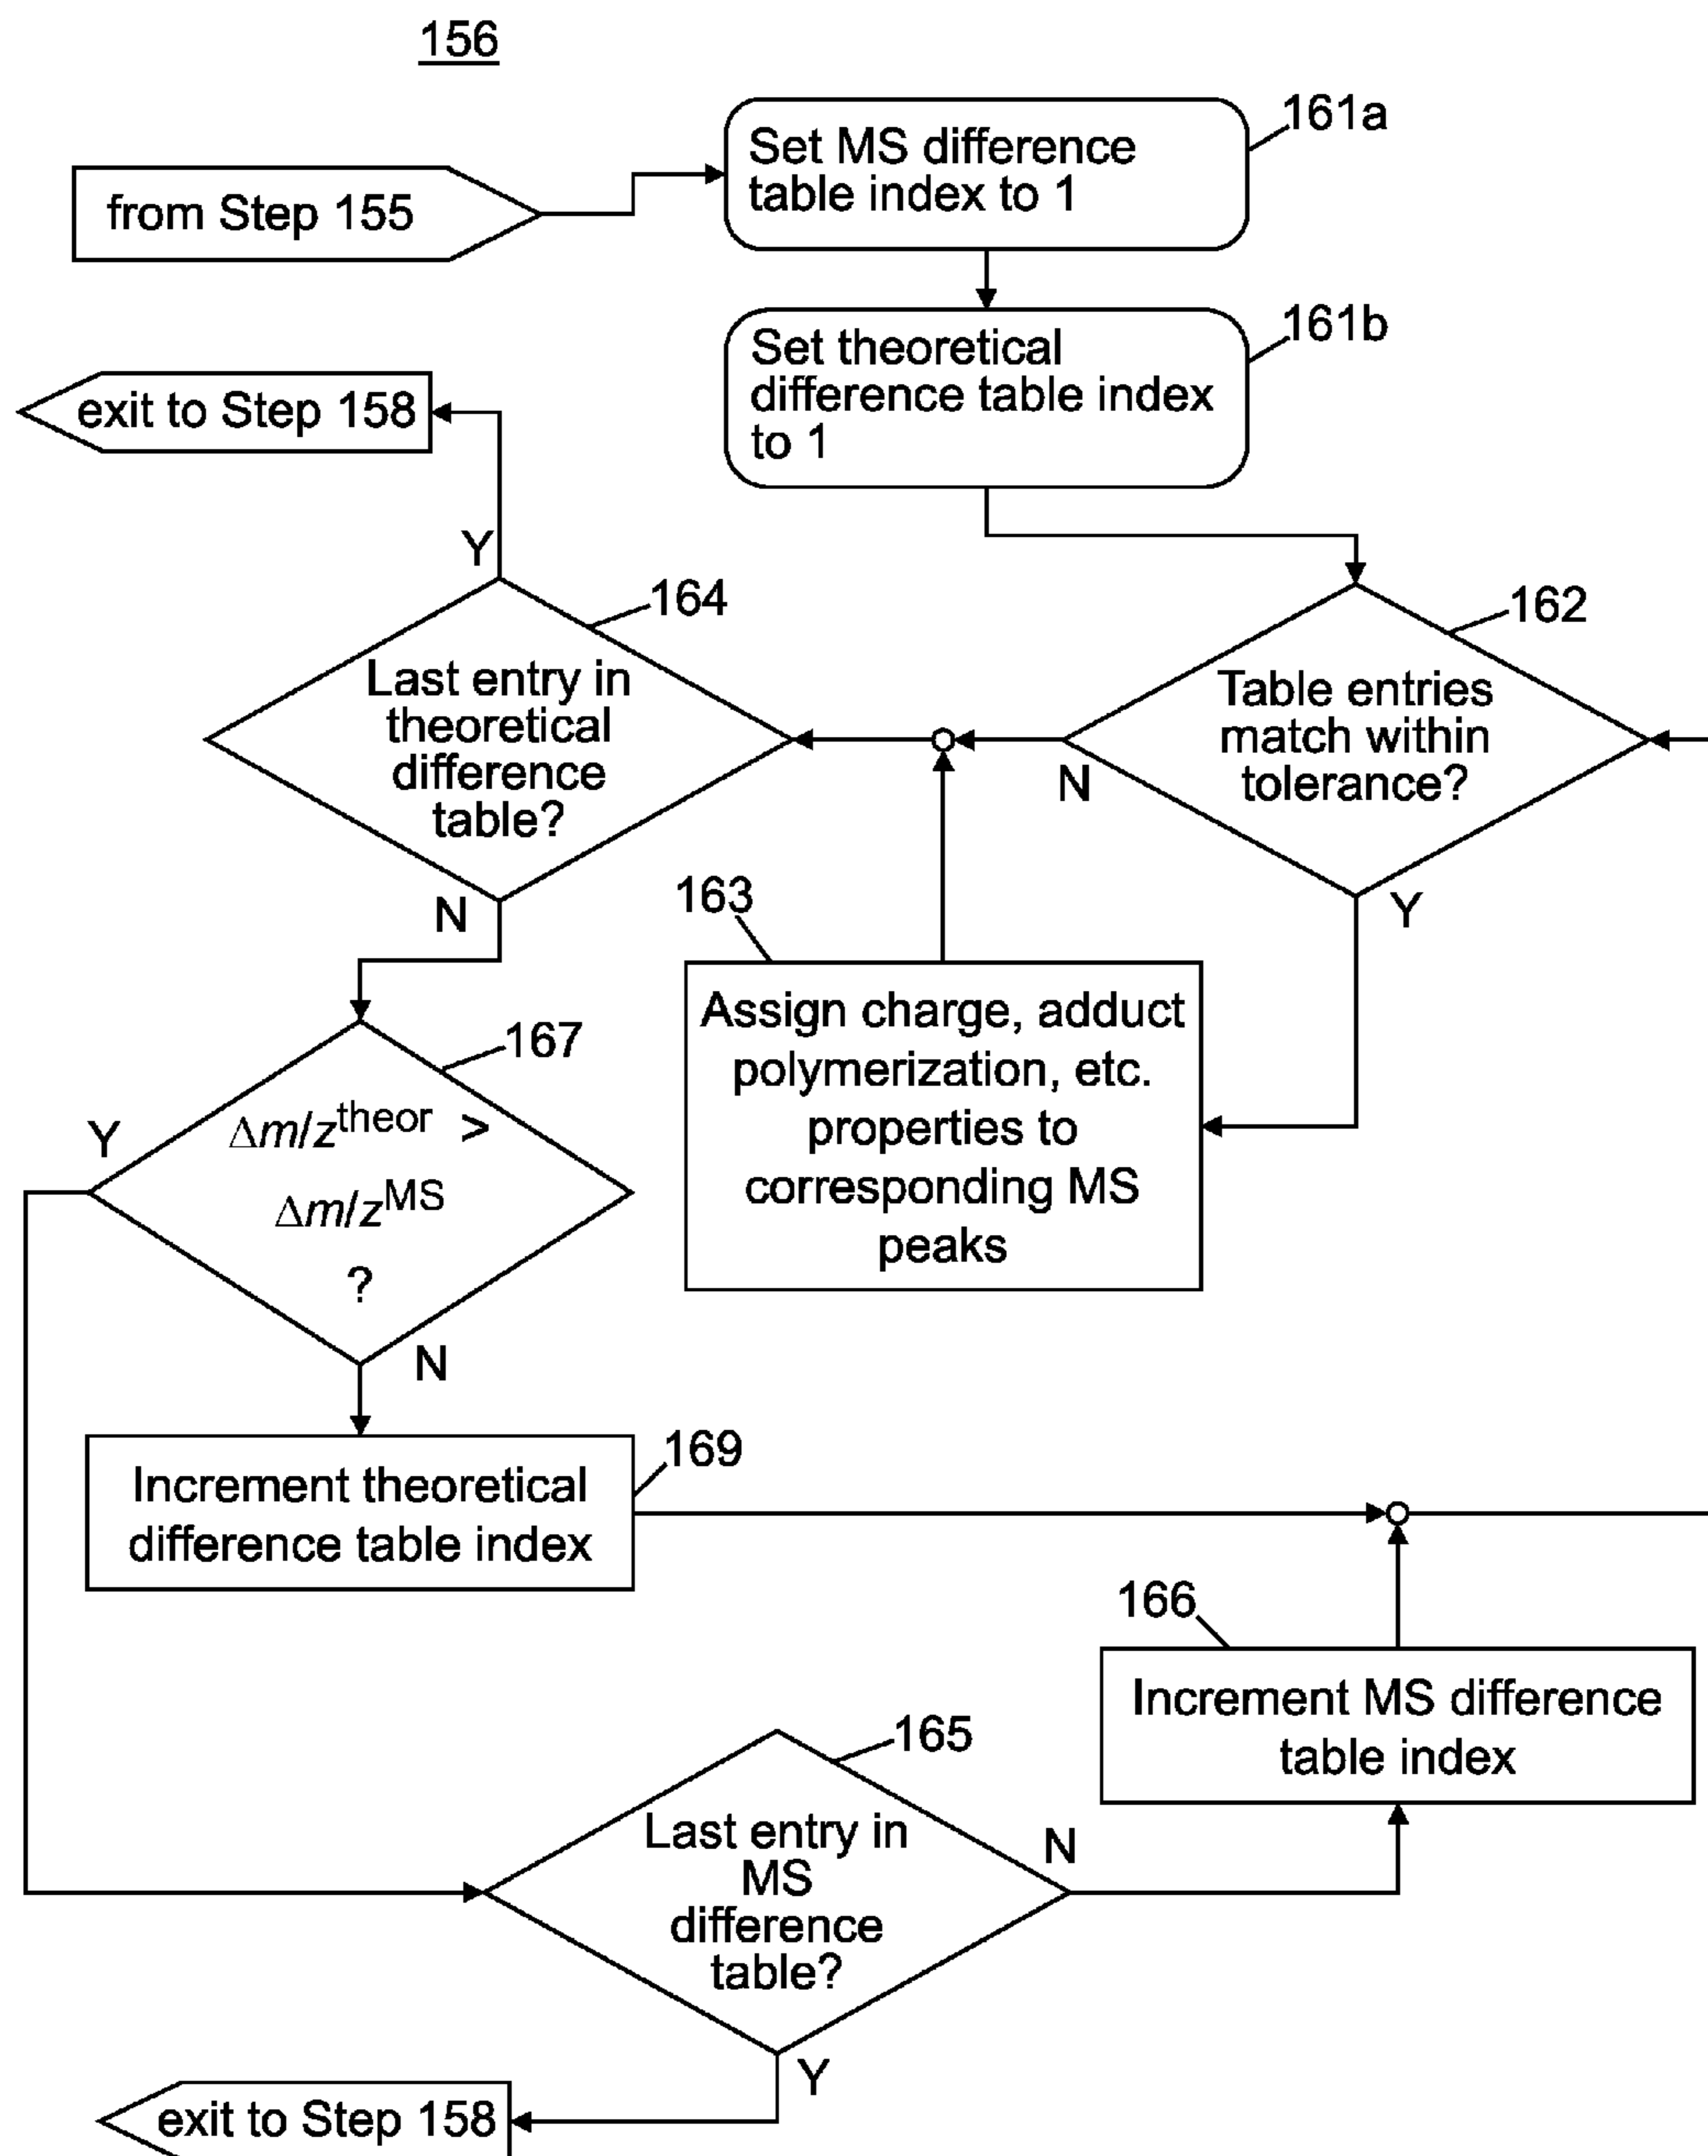 156
161a
Set MS difference
table index to 1
from Step 155
161b
Set theoretical
difference table index
to 1
exit to Step 158
Y
164
162
Last entry in
theoretical
difference
table?
Table entries
match within
tolerance?
N
N
Y
163
Assign charge, adduct
polymerization, etc.
properties to
corresponding MS
peaks
167
Y
Δm/z^theor >
Δm/z^MS
?
N
169
Increment theoretical
difference table index
166
Increment MS difference
table index
165
Last entry in
MS
difference
table?
N
Y
exit to Step 158